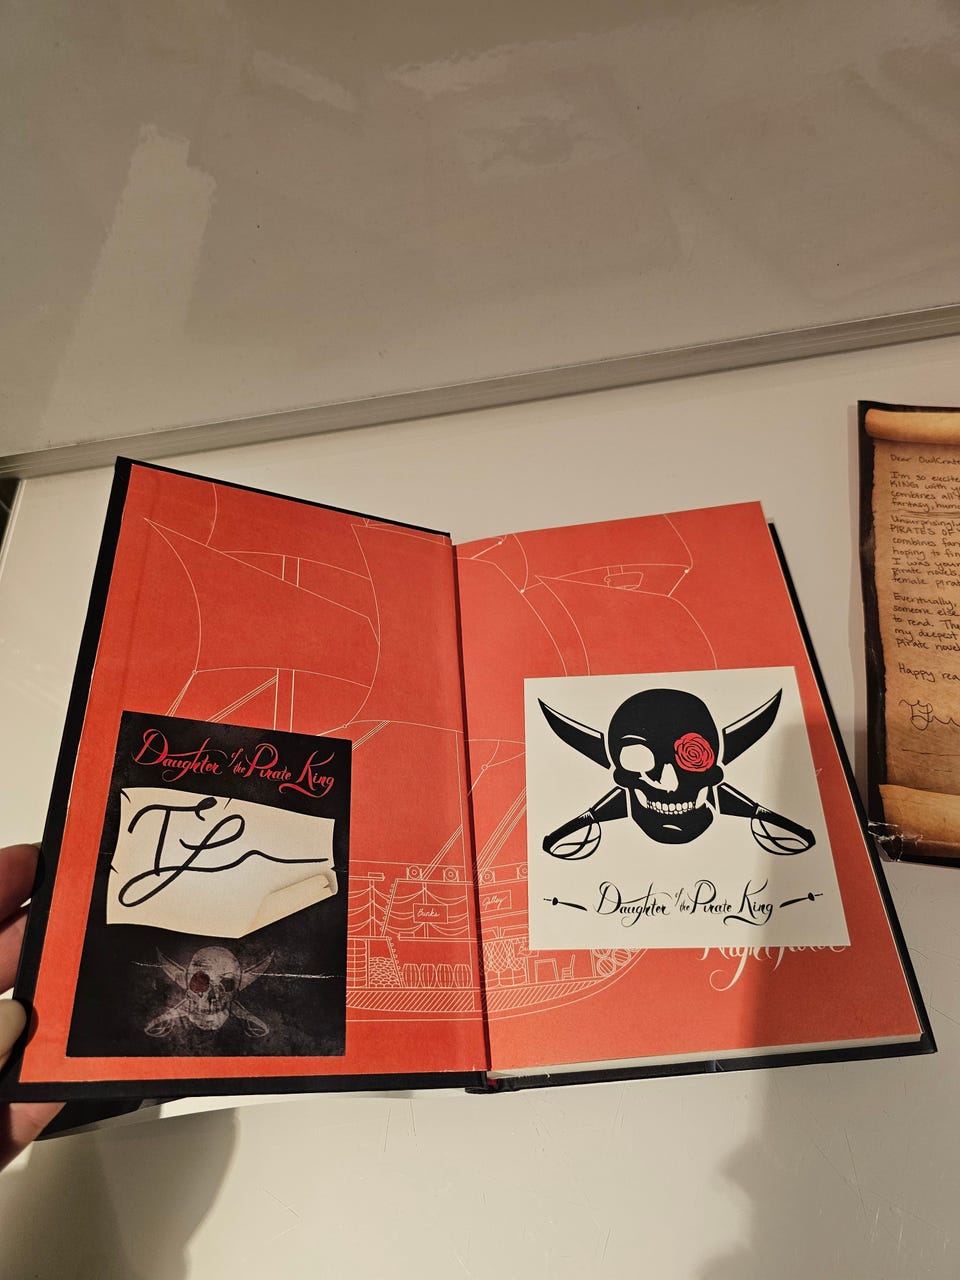 Daughter of the Pirate King
TL
Bunks
Galley
Daughter of the Pirate King
Dear OwlCrate
I'm so excite
KING with y
combines all
fantasy, hum
Unsurprisingly
PIRATES OF
combines fan
hoping to fin
I was youn
pirate novels
female pirat
Eventually,
someone else
to read. The
my deepest
pirate novel
Happy rea